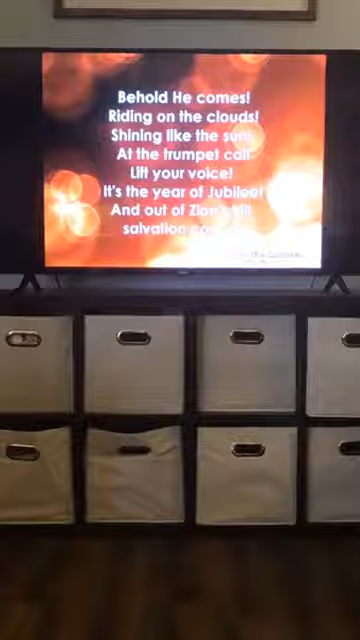 Behold He comes!
Riding on the clouds!
Shining like the sun,
At the trumpet call
Lift your voice!
It's the year of Jubilee!
And out of Zion's hill
salvation